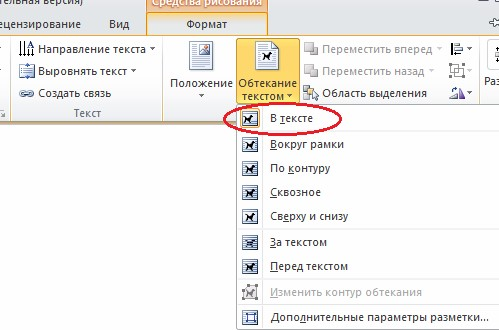 тельная версия) Средства рисования
ецензирование Вид Формат
Направление текста
Выровнять текст
Создать связь
Текст
Положение
Обтекание
текстом
Переместить вперед
Переместить назад
Область выделения
Раз
В тексте
Вокруг рамки
По контуру
Сквозное
Сверху и снизу
За текстом
Перед текстом
Изменить контур обтекания
Дополнительные параметры разметки...